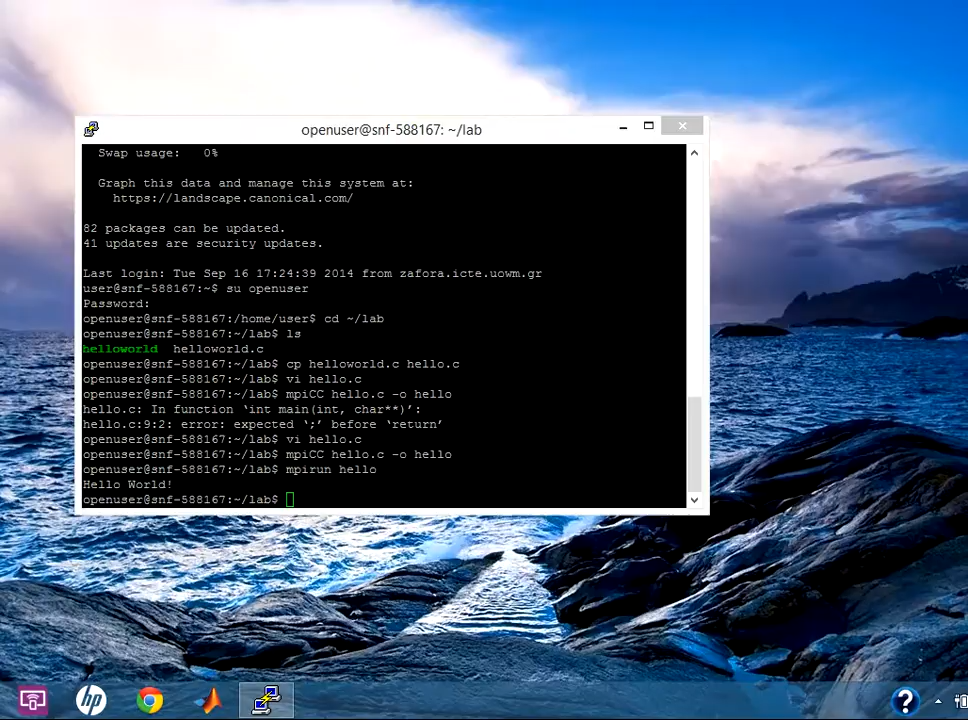 openuser@snf-588167: ~/lab
Swap usage:   0%
Graph this data and manage this system at:
https://landscape.canonical.com/
82 packages can be updated.
41 updates are security updates.
Last login: Tue Sep 16 17:24:39 2014 from zafora.icte.uowm.gr
user@snf-588167:~$ su openuser
Password:
openuser@snf-588167:/home/user$ cd ~/lab
openuser@snf-588167:~/lab$ ls
helloworld  helloworld.c
openuser@snf-588167:~/lab$ cp helloworld.c hello.c
openuser@snf-588167:~/lab$ vi hello.c
openuser@snf-588167:~/lab$ mpiCC hello.c -o hello
hello.c: In function ‘int main(int, char**)’:
hello.c:9:2: error: expected ‘;’ before ‘return’
openuser@snf-588167:~/lab$ vi hello.c
openuser@snf-588167:~/lab$ mpiCC hello.c -o hello
openuser@snf-588167:~/lab$ mpirun hello
Hello World!
openuser@snf-588167:~/lab$
hp
?